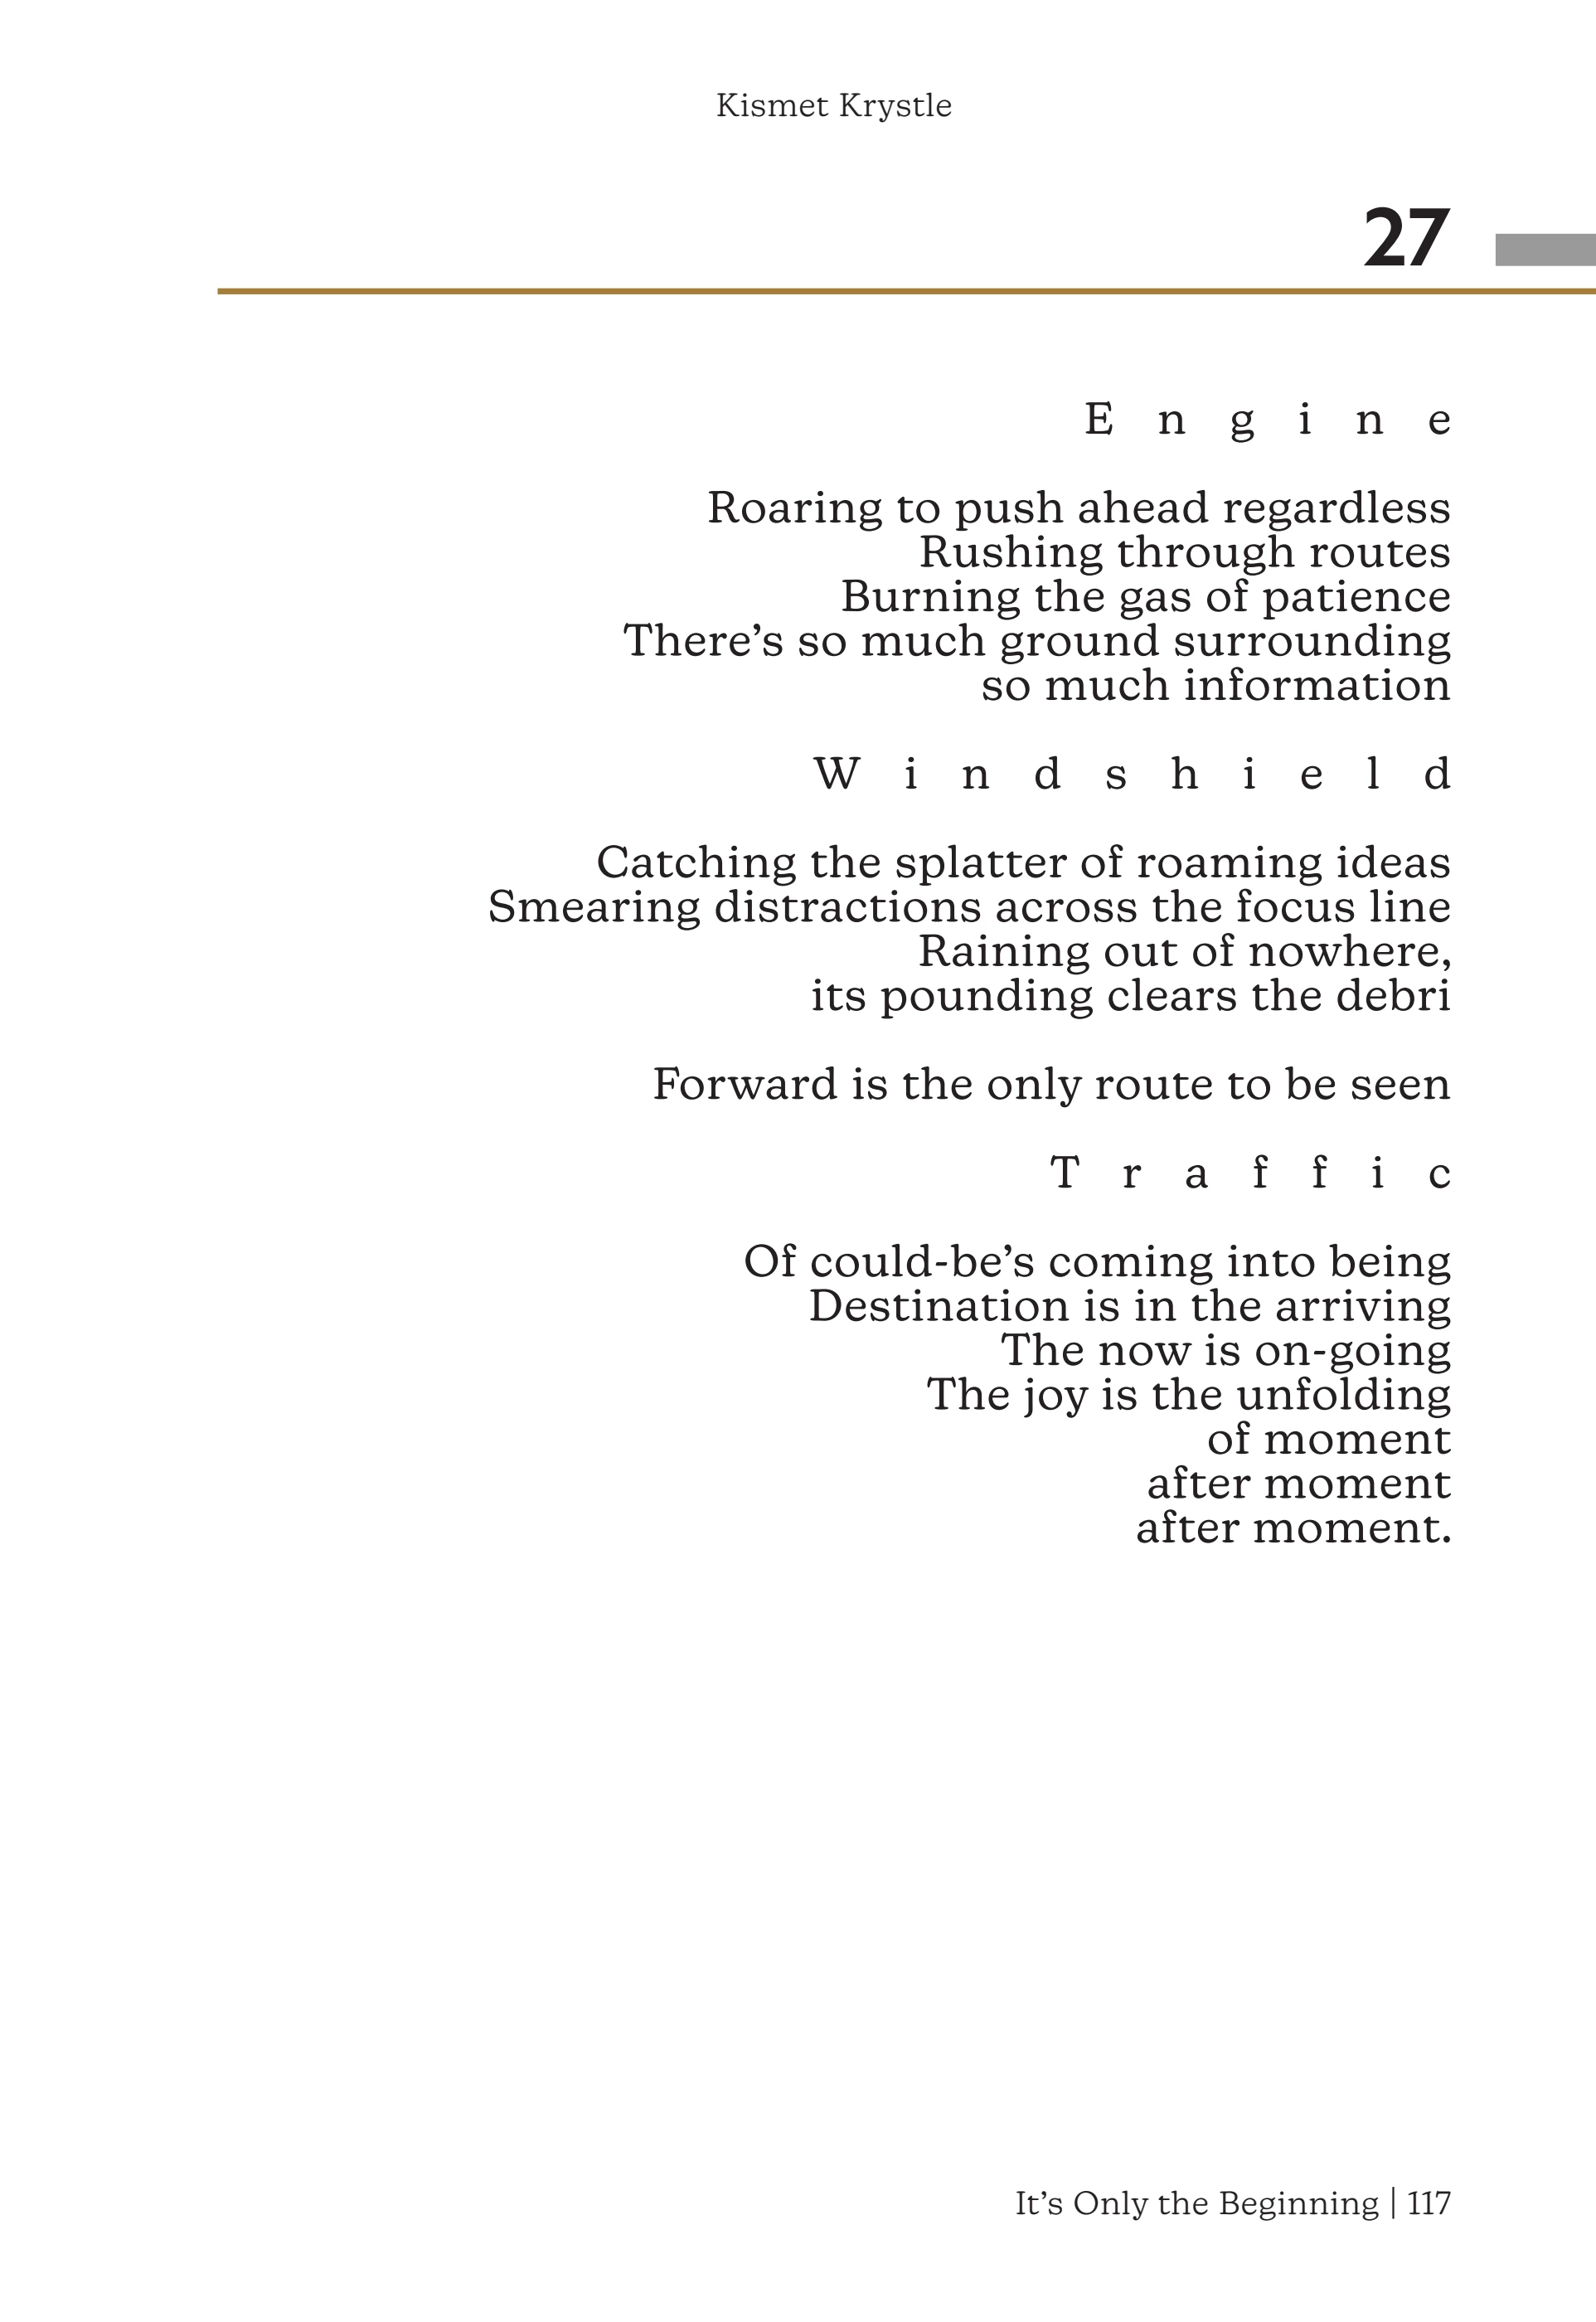 Kismet Krystle
27
E n g i n e
Roaring to push ahead regardless
Rushing through routes
Burning the gas of patience
There’s so much ground surrounding
so much information
W i n d s h i e l d
Catching the splatter of roaming ideas
Smearing distractions across the focus line
Raining out of nowhere,
its pounding clears the debri
Forward is the only route to be seen
T r a f f i c
Of could-be’s coming into being
Destination is in the arriving
The now is on-going
The joy is the unfolding
of moment
after moment
after moment.
It’s Only the Beginning | 117